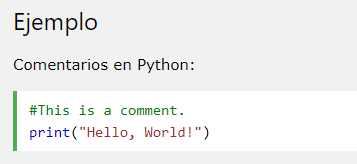 Ejemplo
Comentarios en Python:
#This is a comment.
print("Hello, World!")